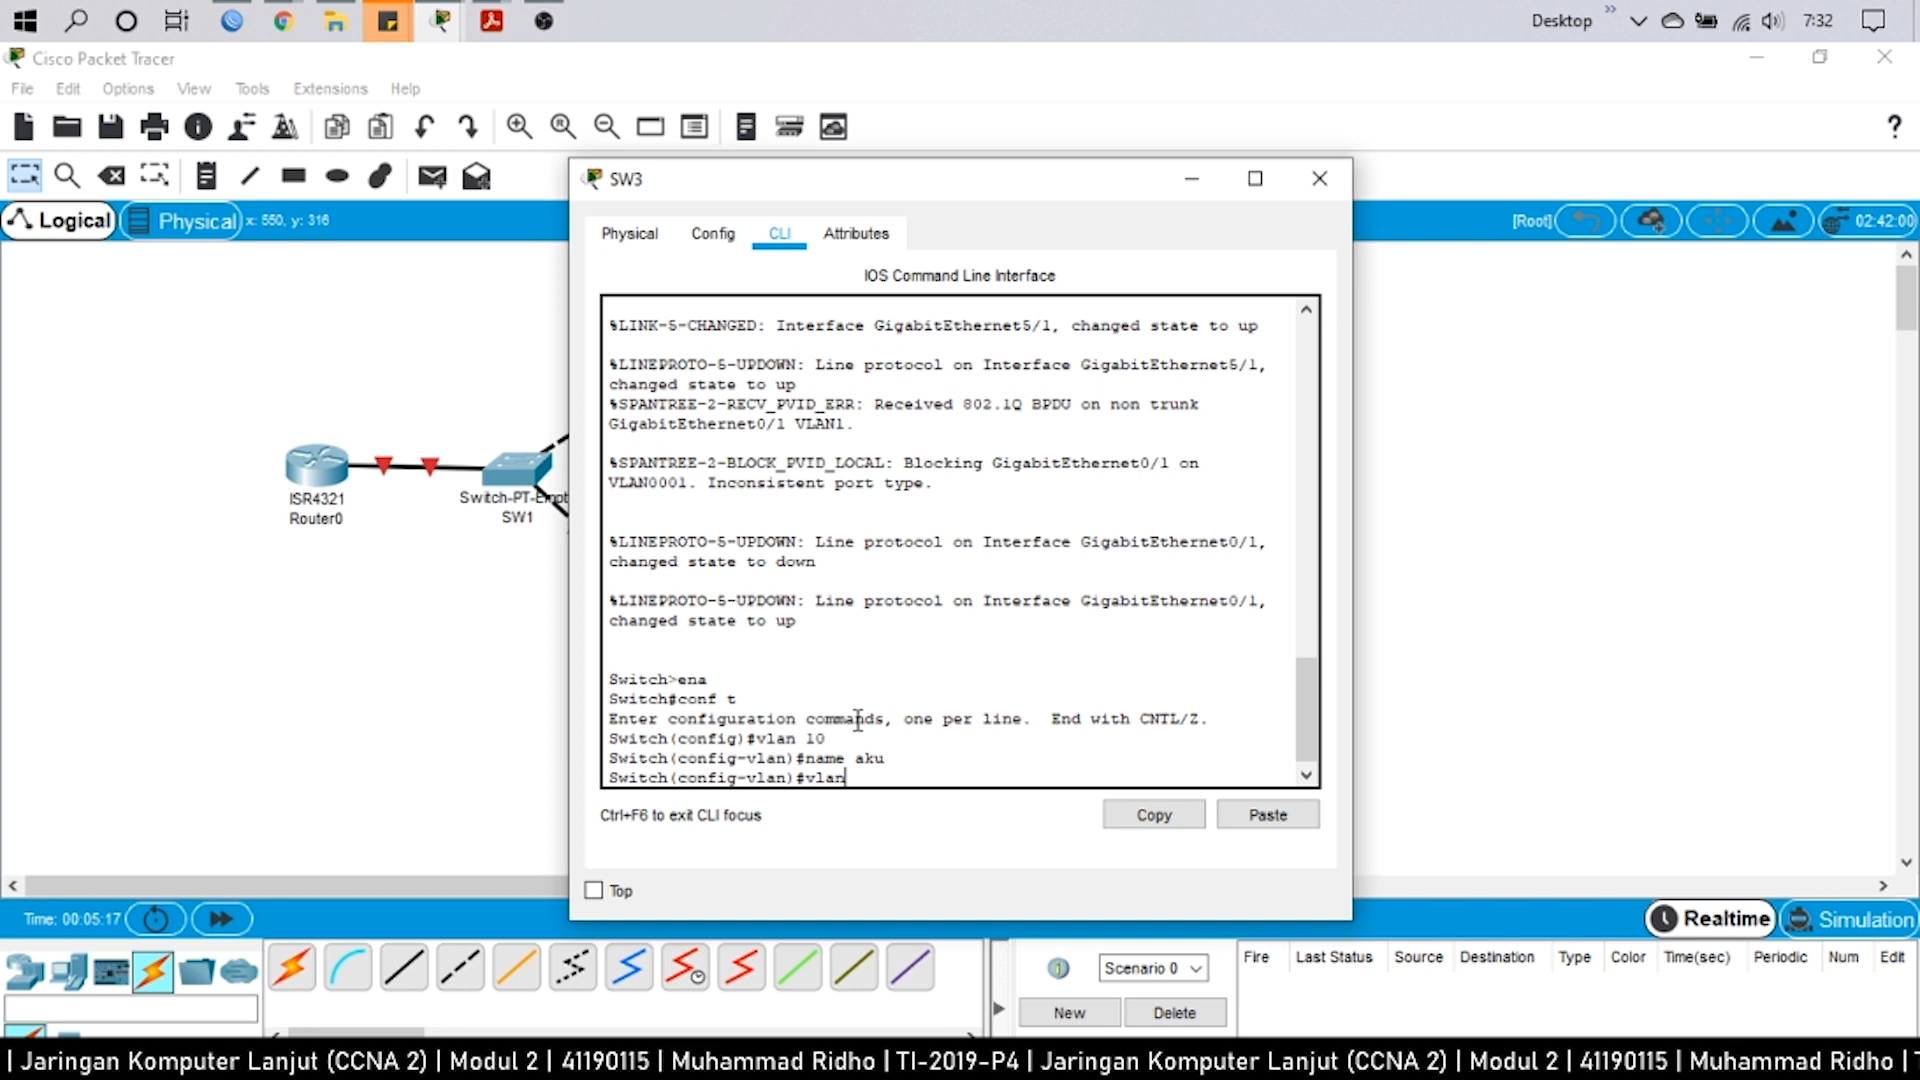 Desktop
7:32
Cisco Packet Tracer
File Edit Options View Tools Extensions Help
Logical
Physical
x: 550, y: 316
[Root]
02:42:00
SW3
Physical Config CLI Attributes
IOS Command Line Interface
%LINK-5-CHANGED: Interface GigabitEthernet5/1, changed state to up
%LINEPROTO-5-UPDOWN: Line protocol on Interface GigabitEthernet5/1,
changed state to up
%SPANTREE-2-RECV_PVID_ERR: Received 802.1Q BPDU on non trunk
GigabitEthernet0/1 VLAN1.
%SPANTREE-2-BLOCK_PVID_LOCAL: Blocking GigabitEthernet0/1 on
VLAN0001. Inconsistent port type.
%LINEPROTO-5-UPDOWN: Line protocol on Interface GigabitEthernet0/1,
changed state to down
%LINEPROTO-5-UPDOWN: Line protocol on Interface GigabitEthernet0/1,
changed state to up
Switch>ena
Switch#conf t
Enter configuration commands, one per line. End with CNTL/Z.
Switch(config)#vlan 10
Switch(config-vlan)#name aku
Switch(config-vlan)#vlan
Ctrl+F6 to exit CLI focus
Copy
Paste
Top
ISR4321
Router0
Switch-PT-Empt
SW1
Time: 00:05:17
Realtime
Simulation
Scenario 0
New
Delete
Fire Last Status Source Destination Type Color Time(sec) Periodic Num Edit
| Jaringan Komputer Lanjut (CCNA 2) | Modul 2 | 41190115 | Muhammad Ridho | TI-2019-P4 | Jaringan Komputer Lanjut (CCNA 2) | Modul 2 | 41190115 | Muhammad Ridho | T